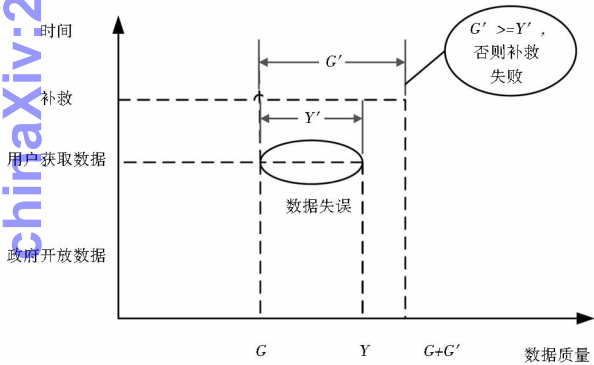 时间
G′ >=Y′ ，
否则补救
失败
G′
补救
Y′
用户获取数据
数据失误
政府开放数据
G
Y
G+G′
数据质量
chinaXiv:2